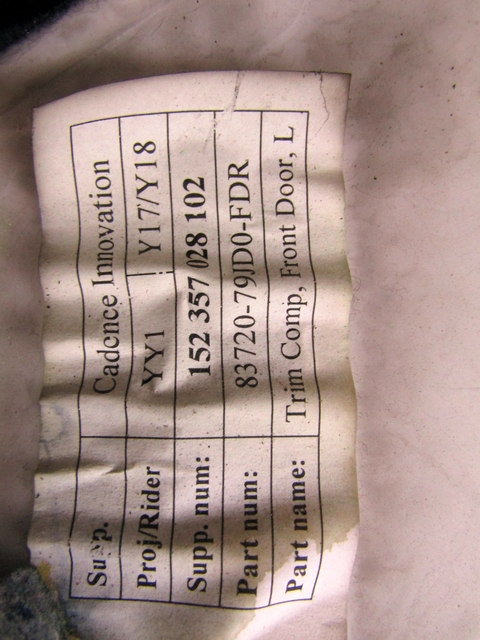 Supp. Cadence Innovation
Proj/Rider YY1 Y17/Y18
Supp. num: 152 357 028 102
Part num: 83720-79JD0-FDR
Part name: Trim Comp, Front Door, L